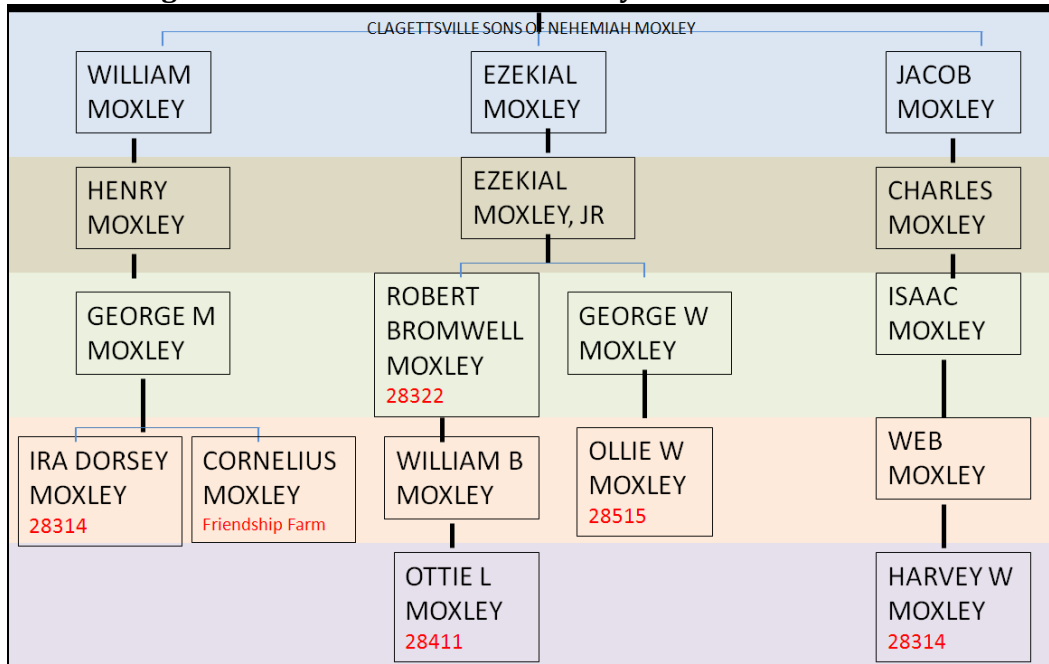 CLAGETTSVILLE SONS OF NEHEMIAH MOXLEY
WILLIAM
MOXLEY
EZEKIAL
MOXLEY
JACOB
MOXLEY
HENRY
MOXLEY
EZEKIAL
MOXLEY, JR
CHARLES
MOXLEY
GEORGE M
MOXLEY
ROBERT
BROMWELL
MOXLEY
28322
GEORGE W
MOXLEY
ISAAC
MOXLEY
IRA DORSEY
MOXLEY
28314
CORNELIUS
MOXLEY
Friendship Farm
WILLIAM B
MOXLEY
OLLIE W
MOXLEY
28515
WEB
MOXLEY
OTTIE L
MOXLEY
28411
HARVEY W
MOXLEY
28314